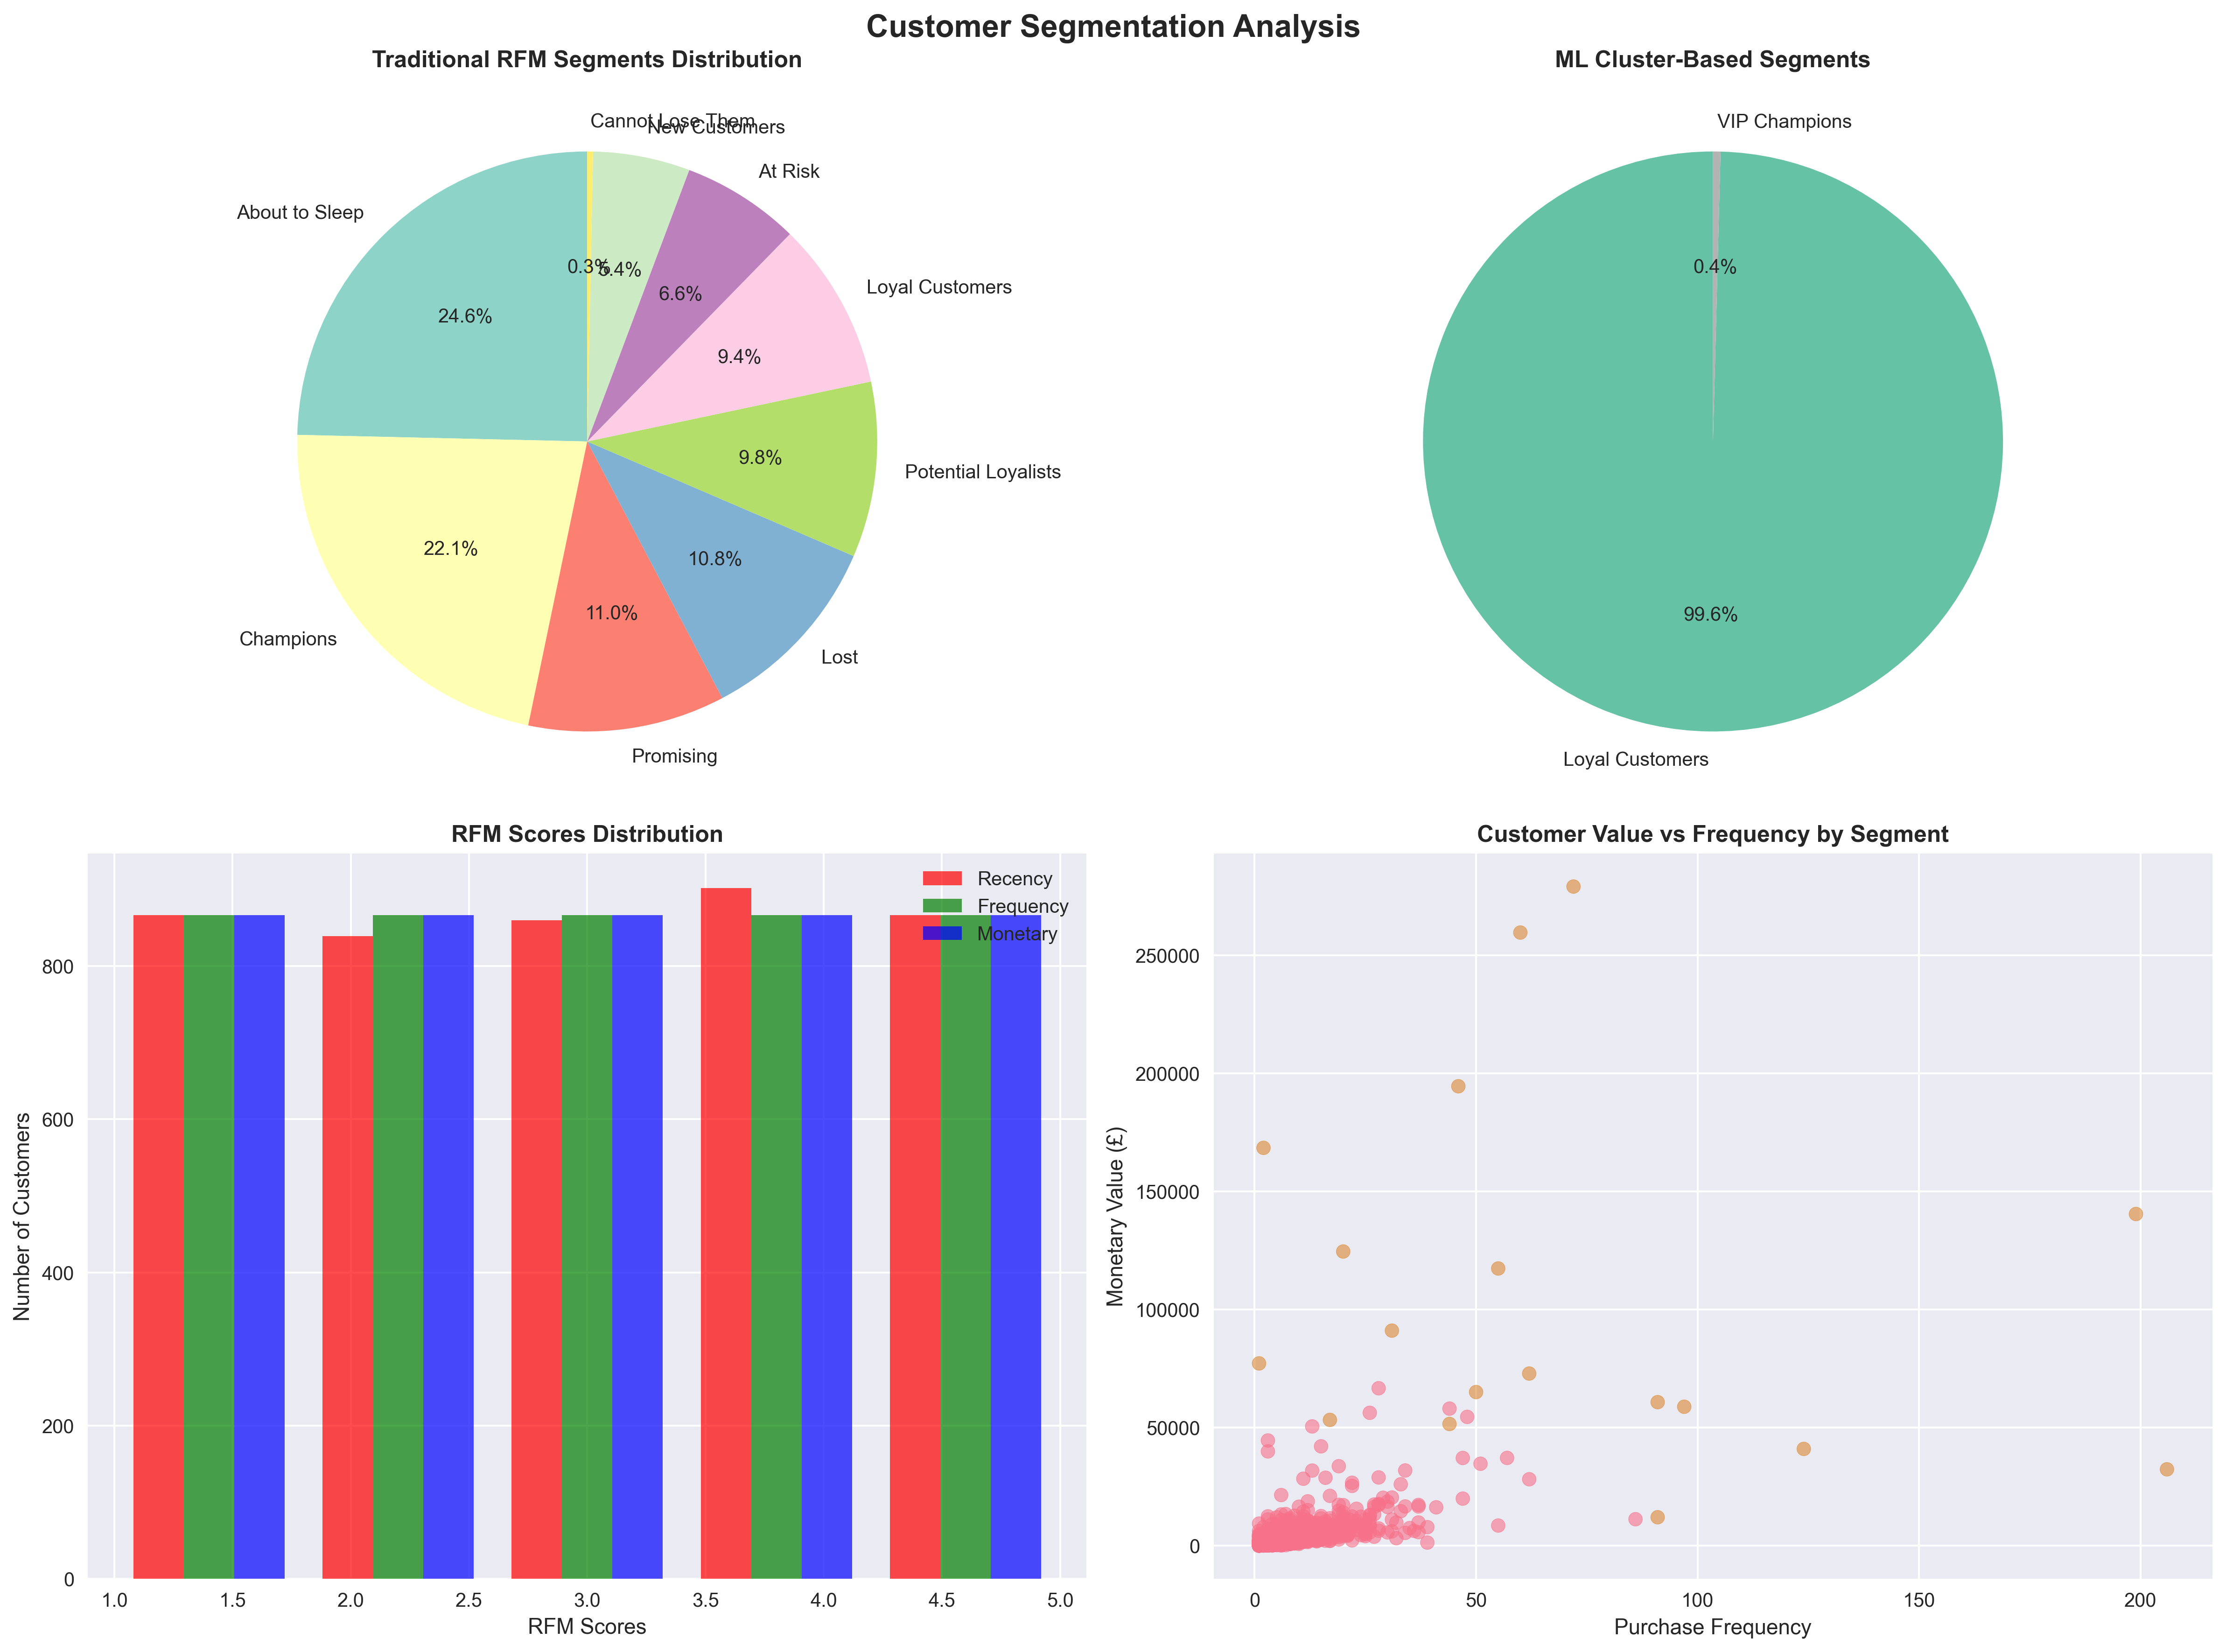 Customer Segmentation Analysis
Traditional RFM Segments Distribution
Cannot Lose Them
New Customers
At Risk
About to Sleep
Loyal Customers
Potential Loyalists
Champions
Lost
Promising
0.3%
5.4%
6.6%
24.6%
9.4%
9.8%
22.1%
10.8%
11.0%
ML Cluster-Based Segments
VIP Champions
0.4%
99.6%
Loyal Customers
RFM Scores Distribution
Recency
Frequency
Monetary
Number of Customers
800
600
400
200
0
1.0 1.5 2.0 2.5 3.0 3.5 4.0 4.5 5.0
RFM Scores
Customer Value vs Frequency by Segment
Monetary Value (£)
250000
200000
150000
100000
50000
0
0 50 100 150 200
Purchase Frequency